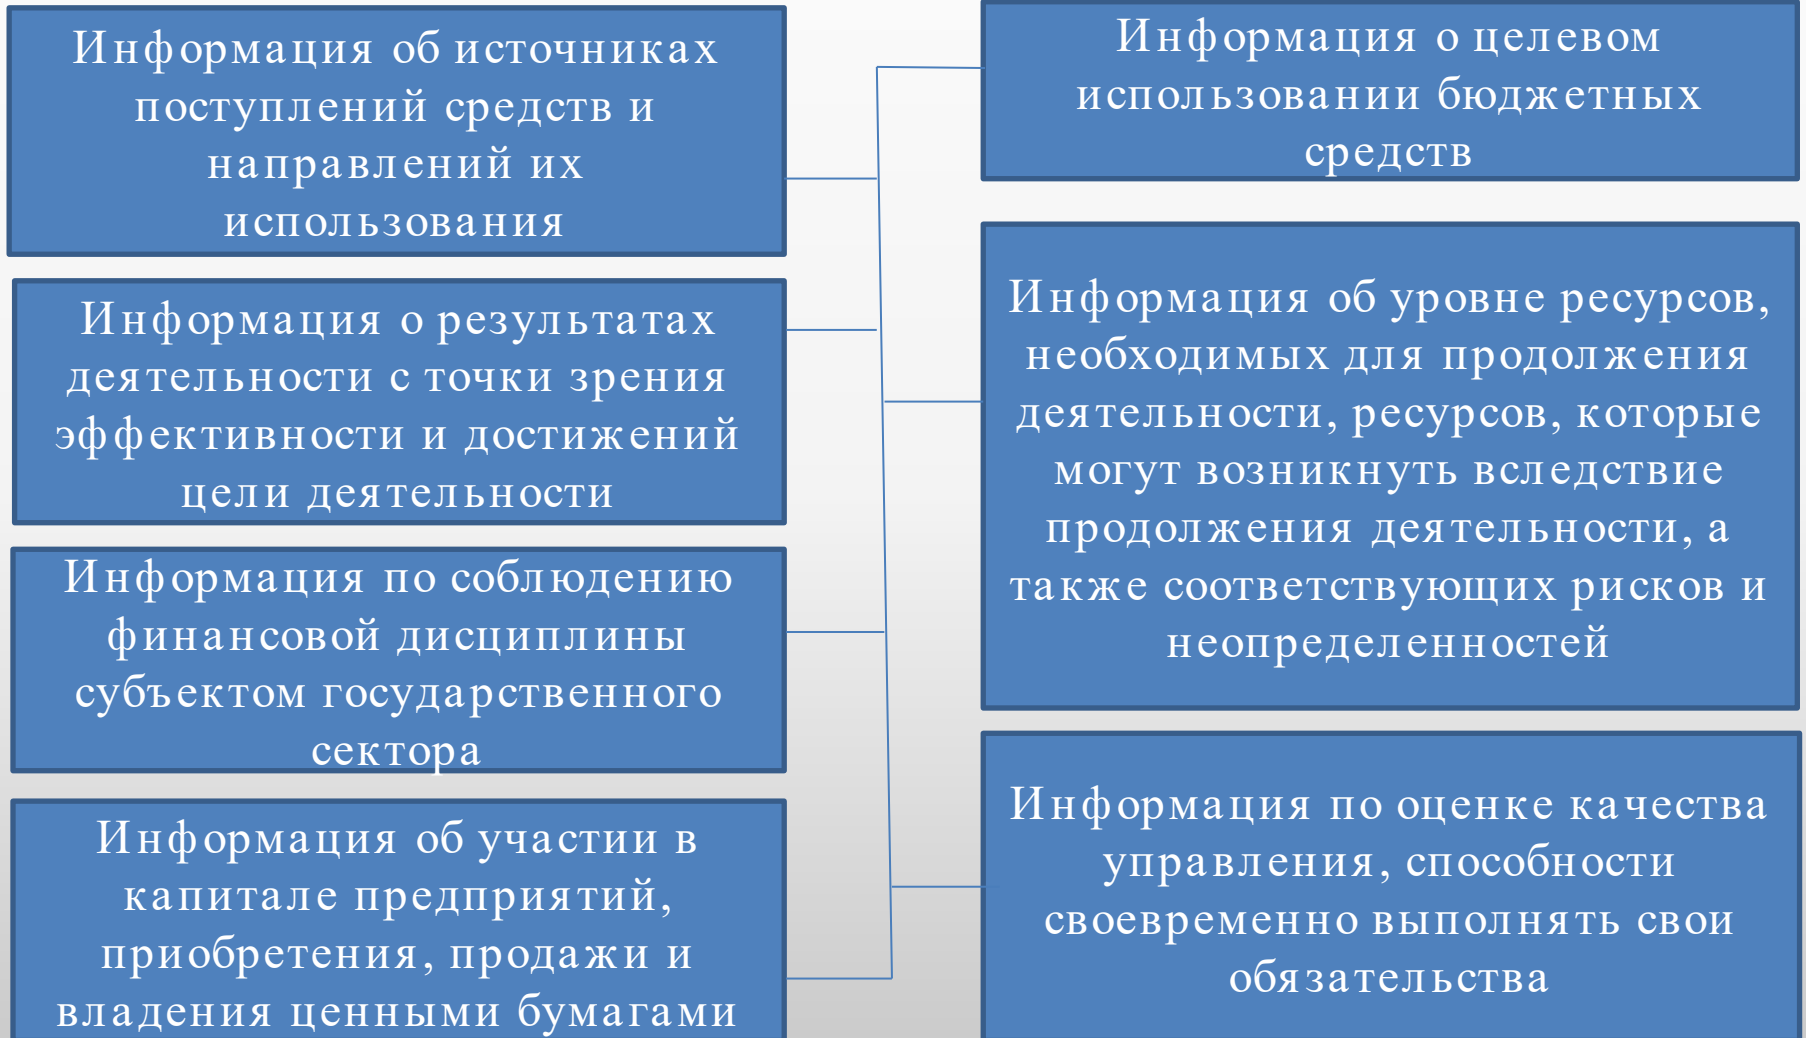 Информация об источниках
поступлений средств и
направлений их
использования
Информация о результатах
деятельности с точки зрения
эффективности и достижений
цели деятельности
Информация по соблюдению
финансовой дисциплины
субъектом государственного
сектора
Информация об участии в
капитале предприятий,
приобретения, продажи и
владения ценными бумагами
Информация о целевом
использовании бюджетных
средств
Информация об уровне ресурсов,
необходимых для продолжения
деятельности, ресурсов, которые
могут возникнуть вследствие
продолжения деятельности, а
также соответствующих рисков и
неопределенностей
Информация по оценке качества
управления, способности
своевременно выполнять свои
обязательства